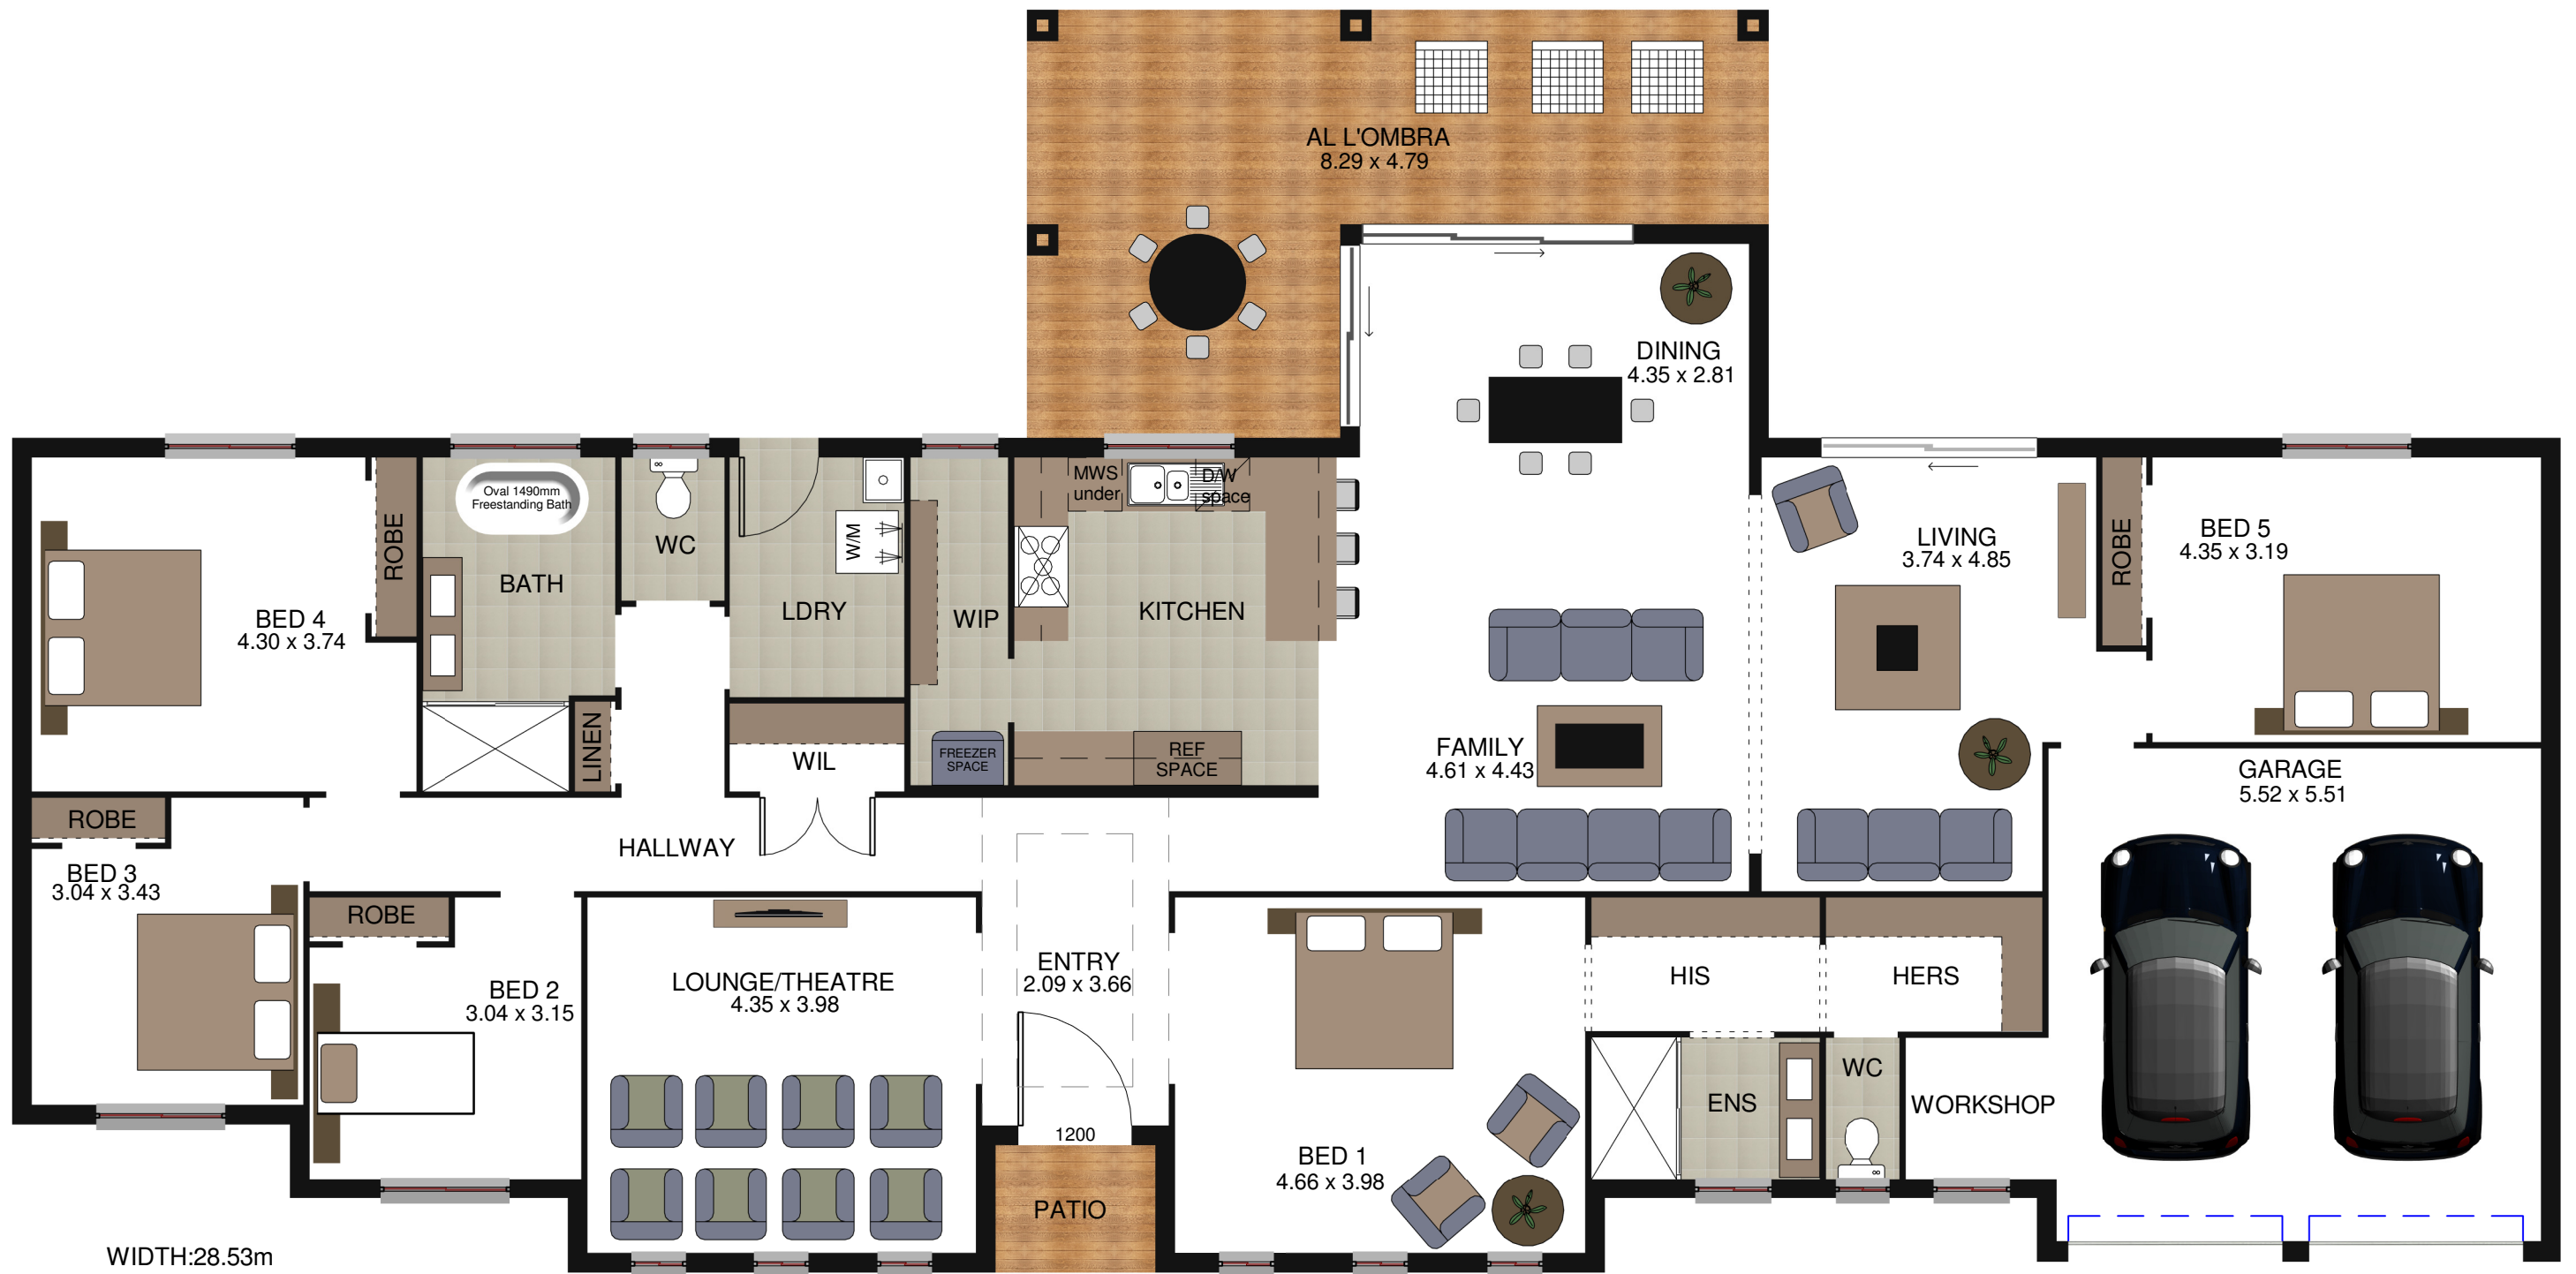 AL L'OMBRA
8.29 x 4.79
DINING
4.35 x 2.81
Oval 1490mm
Freestanding Bath
ROBE
BATH
WC
W/M
LDRY
WIP
MWS
under
D/W
space
KITCHEN
BED 4
4.30 x 3.74
LIVING
3.74 x 4.85
ROBE
BED 5
4.35 x 3.19
LINEN
WIL
FREEZER
SPACE
REF
SPACE
FAMILY
4.61 x 4.43
GARAGE
5.52 x 5.51
ROBE
HALLWAY
BED 3
3.04 x 3.43
ROBE
BED 2
3.04 x 3.15
LOUNGE/THEATRE
4.35 x 3.98
ENTRY
2.09 x 3.66
HIS
HERS
ENS
WC
WORKSHOP
1200
BED 1
4.66 x 3.98
PATIO
WIDTH:28.53m